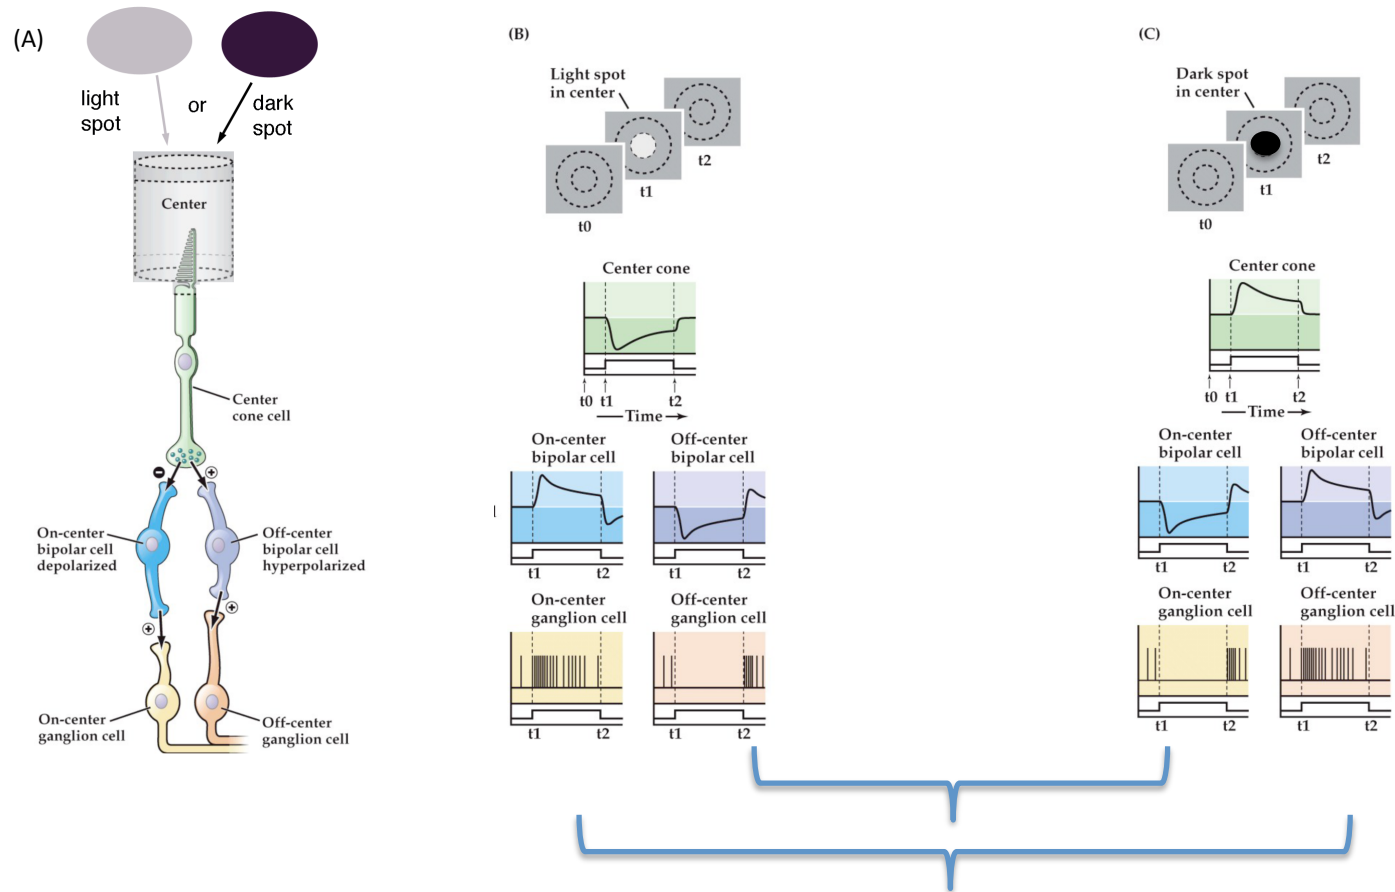 (A)
light
spot
or
dark
spot
Center
Center
cone cell
−
+
On-center
bipolar cell
depolarized
Off-center
bipolar cell
hyperpolarized
+
+
On-center
ganglion cell
Off-center
ganglion cell
(B)
Light spot
in center
t0
t1
t2
Center cone
t0 t1 t2
Time
On-center
bipolar cell
t1 t2
Off-center
bipolar cell
t1 t2
On-center
ganglion cell
t1 t2
Off-center
ganglion cell
t1 t2
(C)
Dark spot
in center
t0
t1
t2
Center cone
t0 t1 t2
Time
On-center
bipolar cell
t1 t2
Off-center
bipolar cell
t1 t2
On-center
ganglion cell
t1 t2
Off-center
ganglion cell
t1 t2